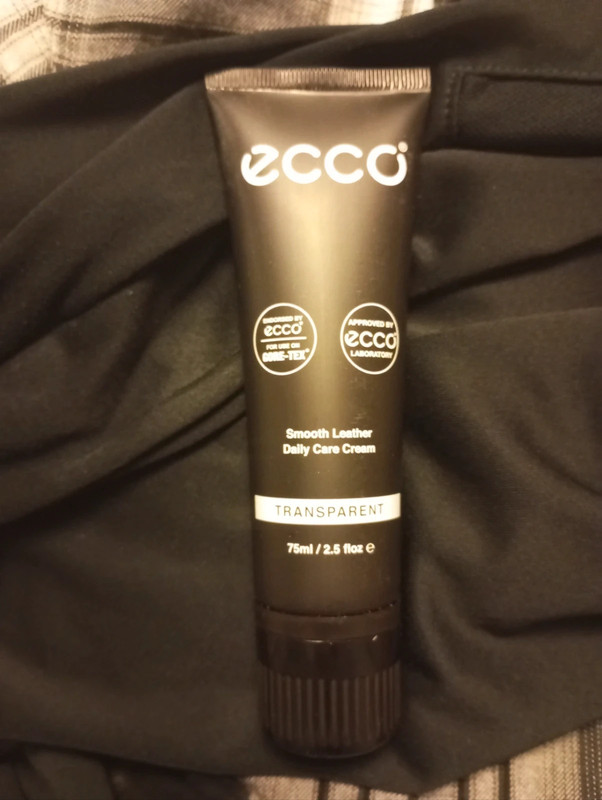 ecco
ENDORSED BY
ecco
FOR USE ON
GORE-TEX
APPROVED BY
ecco
LABORATORY
Smooth Leather
Daily Care Cream
TRANSPARENT
75ml / 2.5 floz ℮